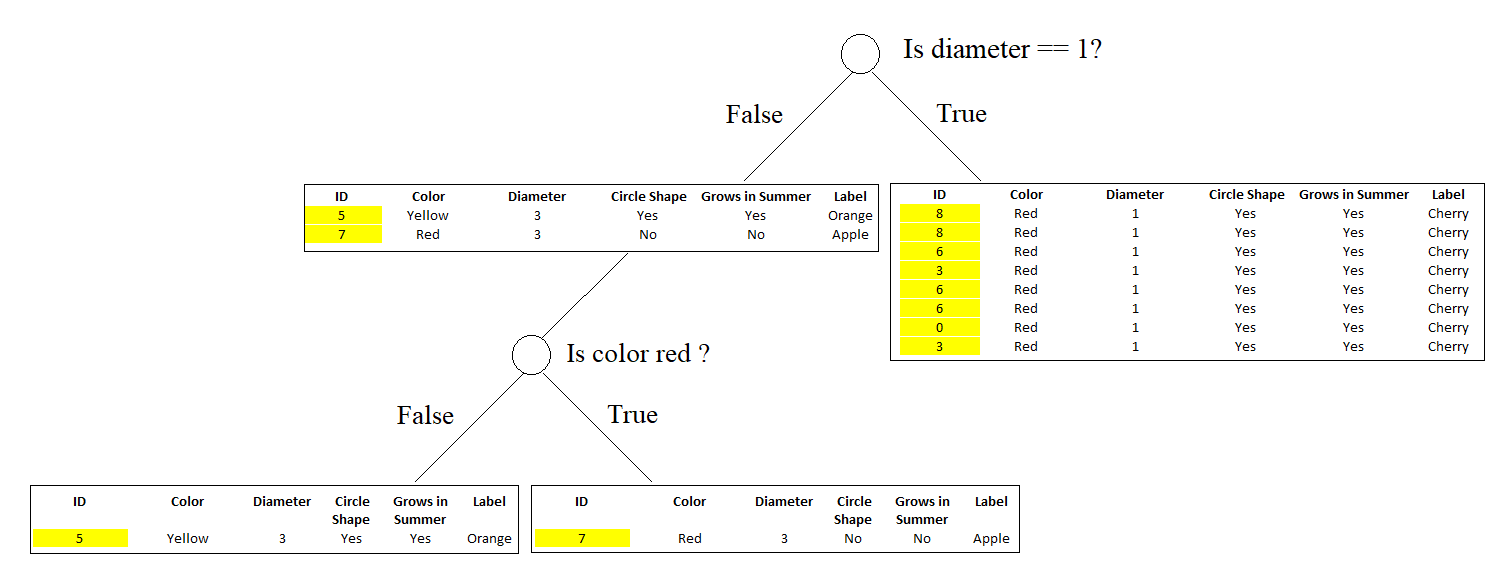 Is diameter == 1?
False
True
ID Color Diameter Circle Shape Grows in Summer Label
5 Yellow 3 Yes Yes Orange
7 Red 3 No No Apple
ID Color Diameter Circle Shape Grows in Summer Label
8 Red 1 Yes Yes Cherry
8 Red 1 Yes Yes Cherry
6 Red 1 Yes Yes Cherry
3 Red 1 Yes Yes Cherry
6 Red 1 Yes Yes Cherry
6 Red 1 Yes Yes Cherry
0 Red 1 Yes Yes Cherry
3 Red 1 Yes Yes Cherry
Is color red ?
False
True
ID Color Diameter Circle Grows in Label
Shape Summer
5 Yellow 3 Yes Yes Orange
ID Color Diameter Circle Grows in Label
Shape Summer
7 Red 3 No No Apple